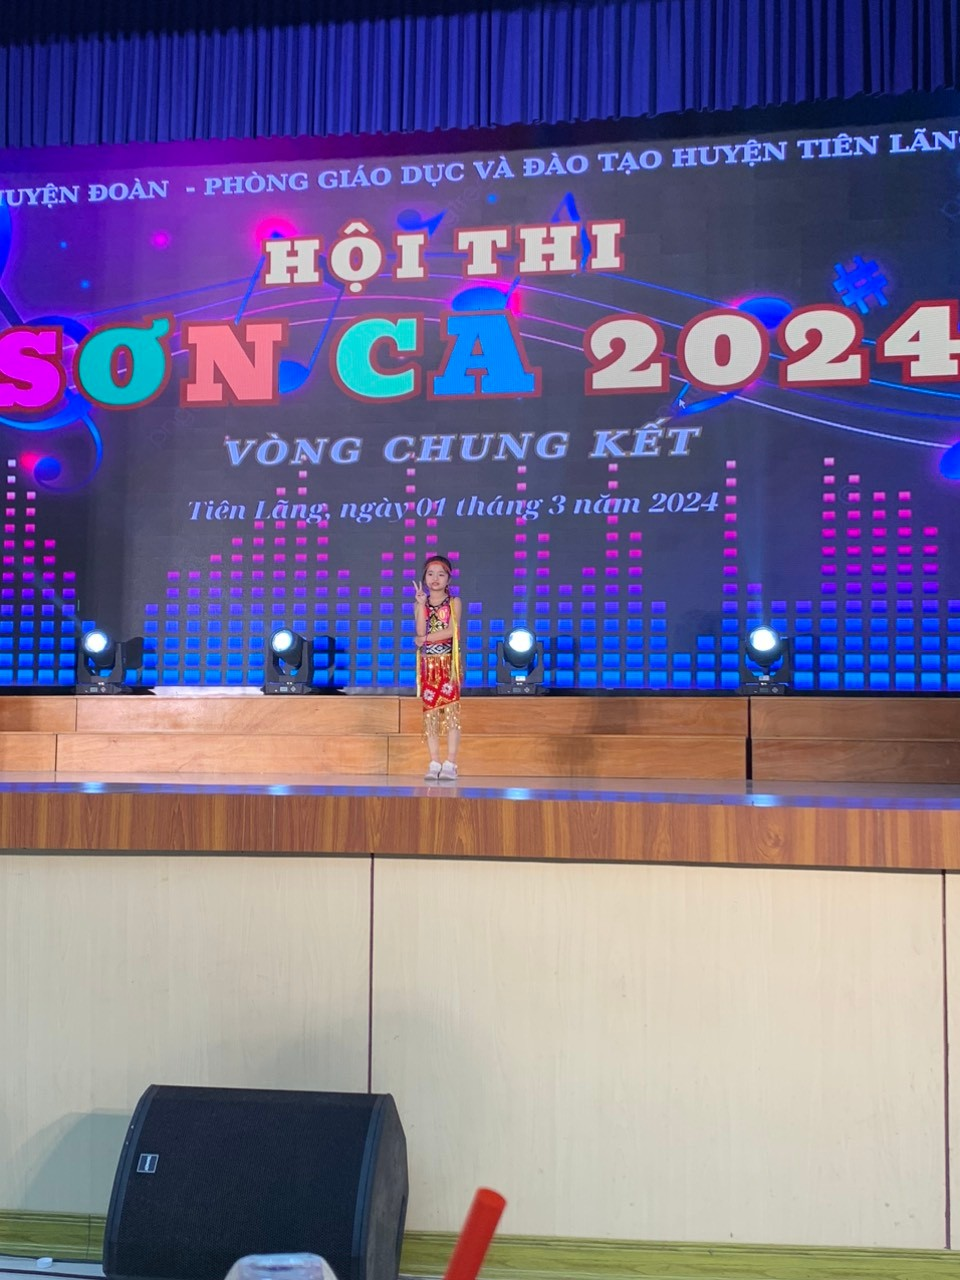 HUYỆN ĐOÀN - PHÒNG GIÁO DỤC VÀ ĐÀO TẠO HUYỆN TIÊN LÃNG
HỘI THI
SƠN CA 2024
VÒNG CHUNG KẾT
Tiên Lãng, ngày 01 tháng 3 năm 2024